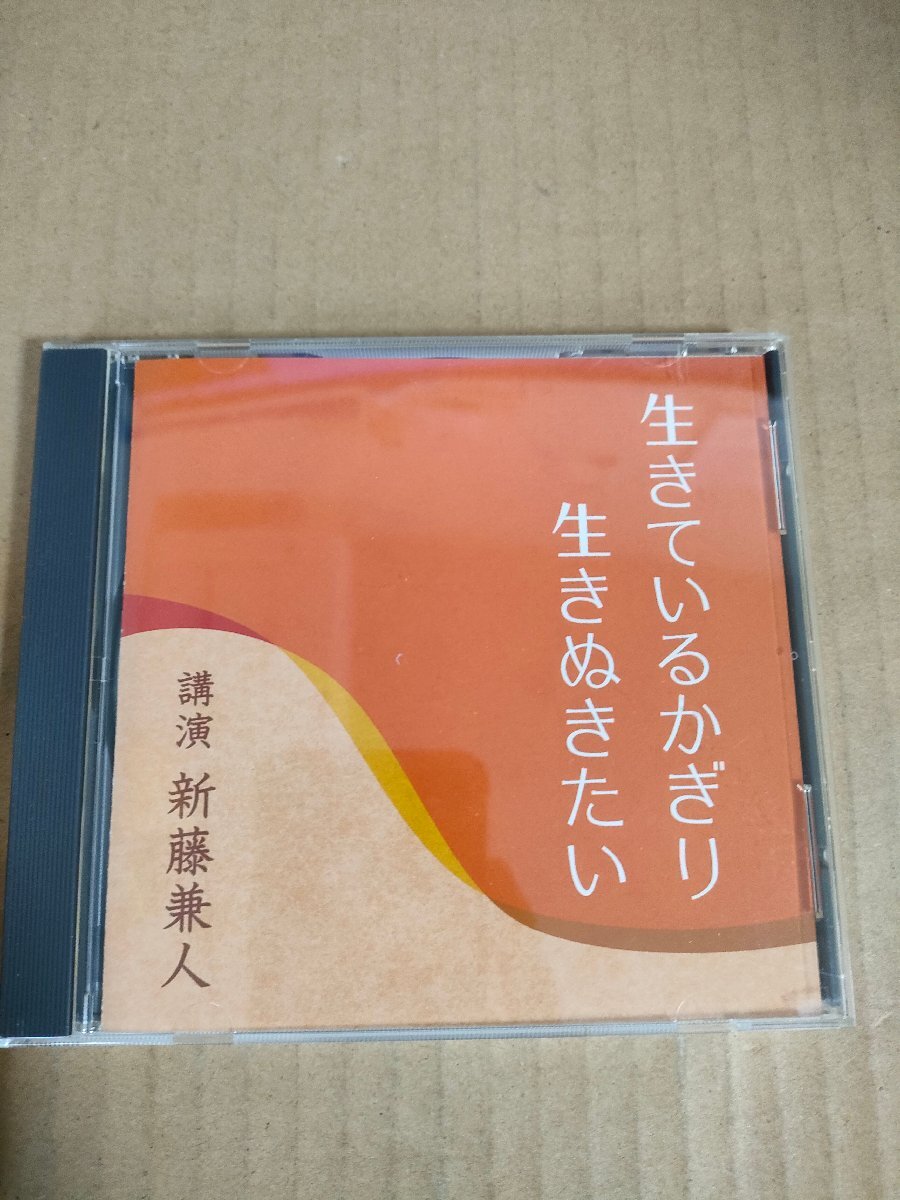 生きているかぎり
生きぬきたい
講演 新藤兼人